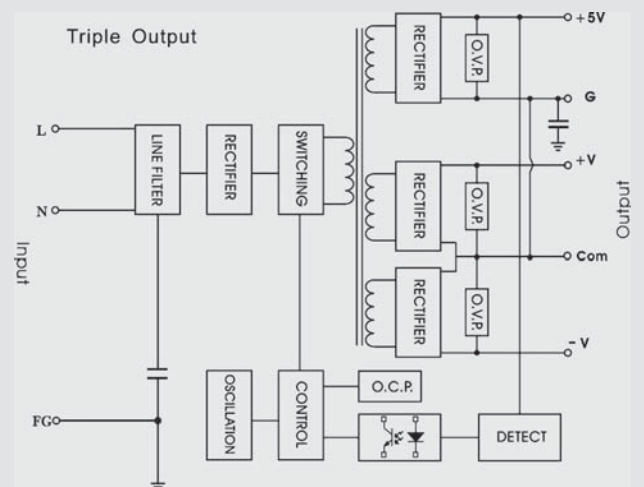 Triple Output
L
N
Input
FG
LINE FILTER
RECTIFIER
SWITCHING
RECTIFIER
O.V.P.
+5V
G
RECTIFIER
O.V.P.
+V
Com
Output
RECTIFIER
O.V.P.
- V
OSCILLATION
CONTROL
O.C.P.
DETECT